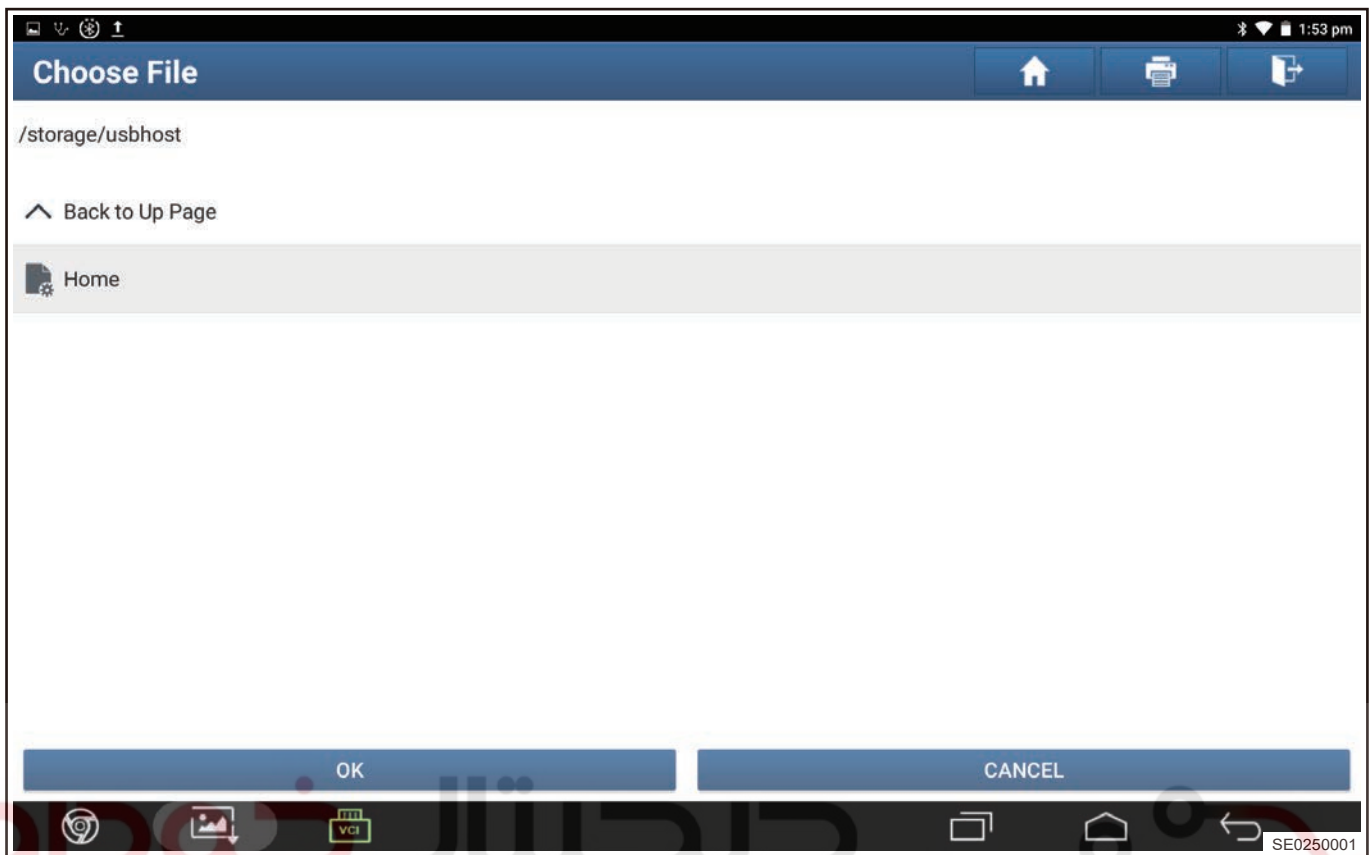 1:53 pm
Choose File
/storage/usbhost
Back to Up Page
Home
OK CANCEL
VCI
SE0250001